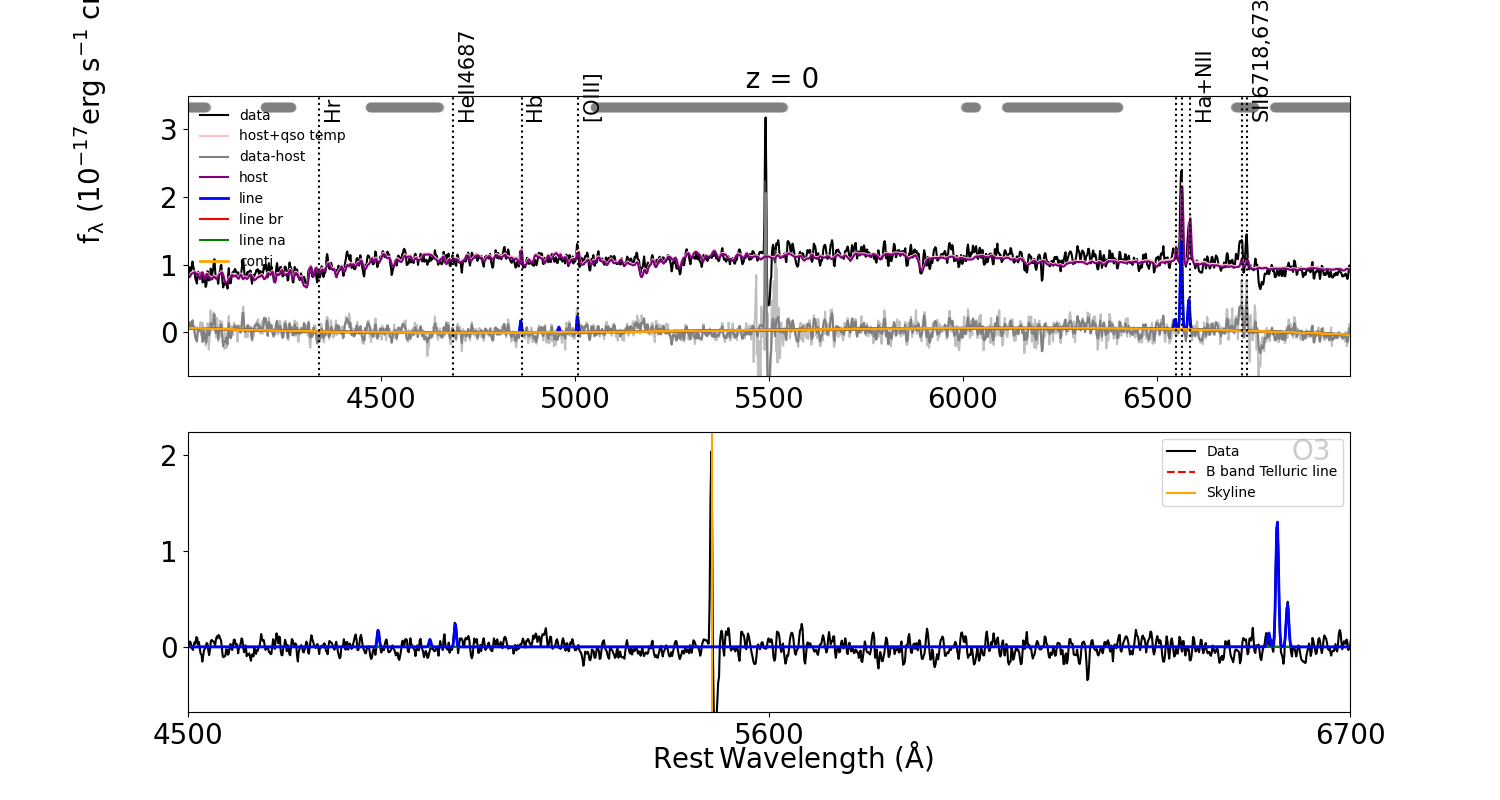 z = 0
f_λ (10^−17 erg s^−1
Hr
HeII4687
Hb
[OIII]
Ha+NII
SII6718,673
data
host+qso temp
data-host
host
line
line br
line na
conti
3
2
1
0
4500 5000 5500 6000 6500
O3
Data
B band Telluric line
Skyline
2
1
0
4500 5600 6700
Rest Wavelength (Å)